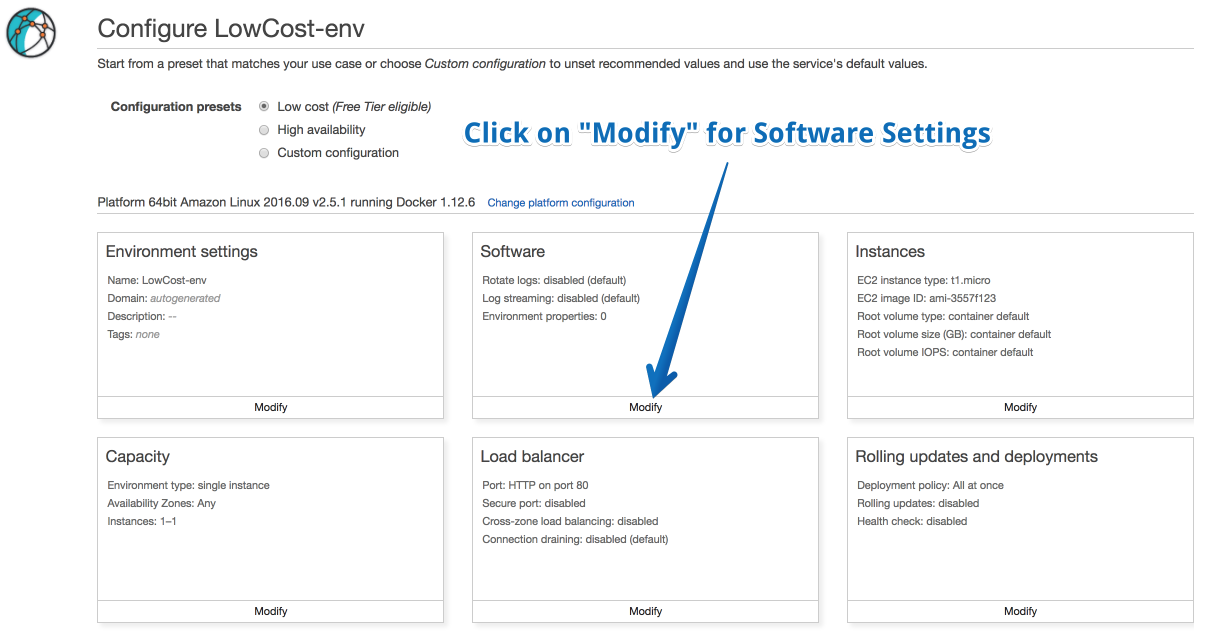 Configure LowCost-env
Start from a preset that matches your use case or choose Custom configuration to unset recommended values and use the service's default values.
Configuration presets
Low cost (Free Tier eligible)
High availability
Custom configuration
Click on "Modify" for Software Settings
Platform 64bit Amazon Linux 2016.09 v2.5.1 running Docker 1.12.6 Change platform configuration
Environment settings
Name: LowCost-env
Domain: autogenerated
Description: --
Tags: none
Modify
Software
Rotate logs: disabled (default)
Log streaming: disabled (default)
Environment properties: 0
Modify
Instances
EC2 instance type: t1.micro
EC2 image ID: ami-3557f123
Root volume type: container default
Root volume size (GB): container default
Root volume IOPS: container default
Modify
Capacity
Environment type: single instance
Availability Zones: Any
Instances: 1–1
Modify
Load balancer
Port: HTTP on port 80
Secure port: disabled
Cross-zone load balancing: disabled
Connection draining: disabled (default)
Modify
Rolling updates and deployments
Deployment policy: All at once
Rolling updates: disabled
Health check: disabled
Modify